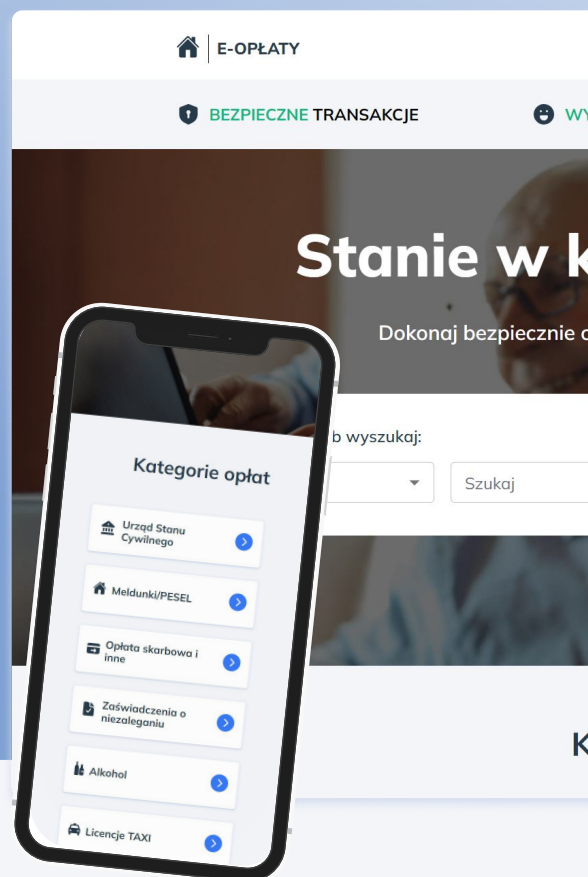 E-OPŁATY
BEZPIECZNE TRANSAKCJE
WY
Stanie w k
Dokonaj bezpiecznie
b wyszukaj:
Szukaj
Kategorie opłat
Urząd Stanu
Cywilnego
Meldunki/PESEL
Opłata skarbowa i
inne
Zaświadczenia o
niezaleganiu
Alkohol
Licencje TAXI
K